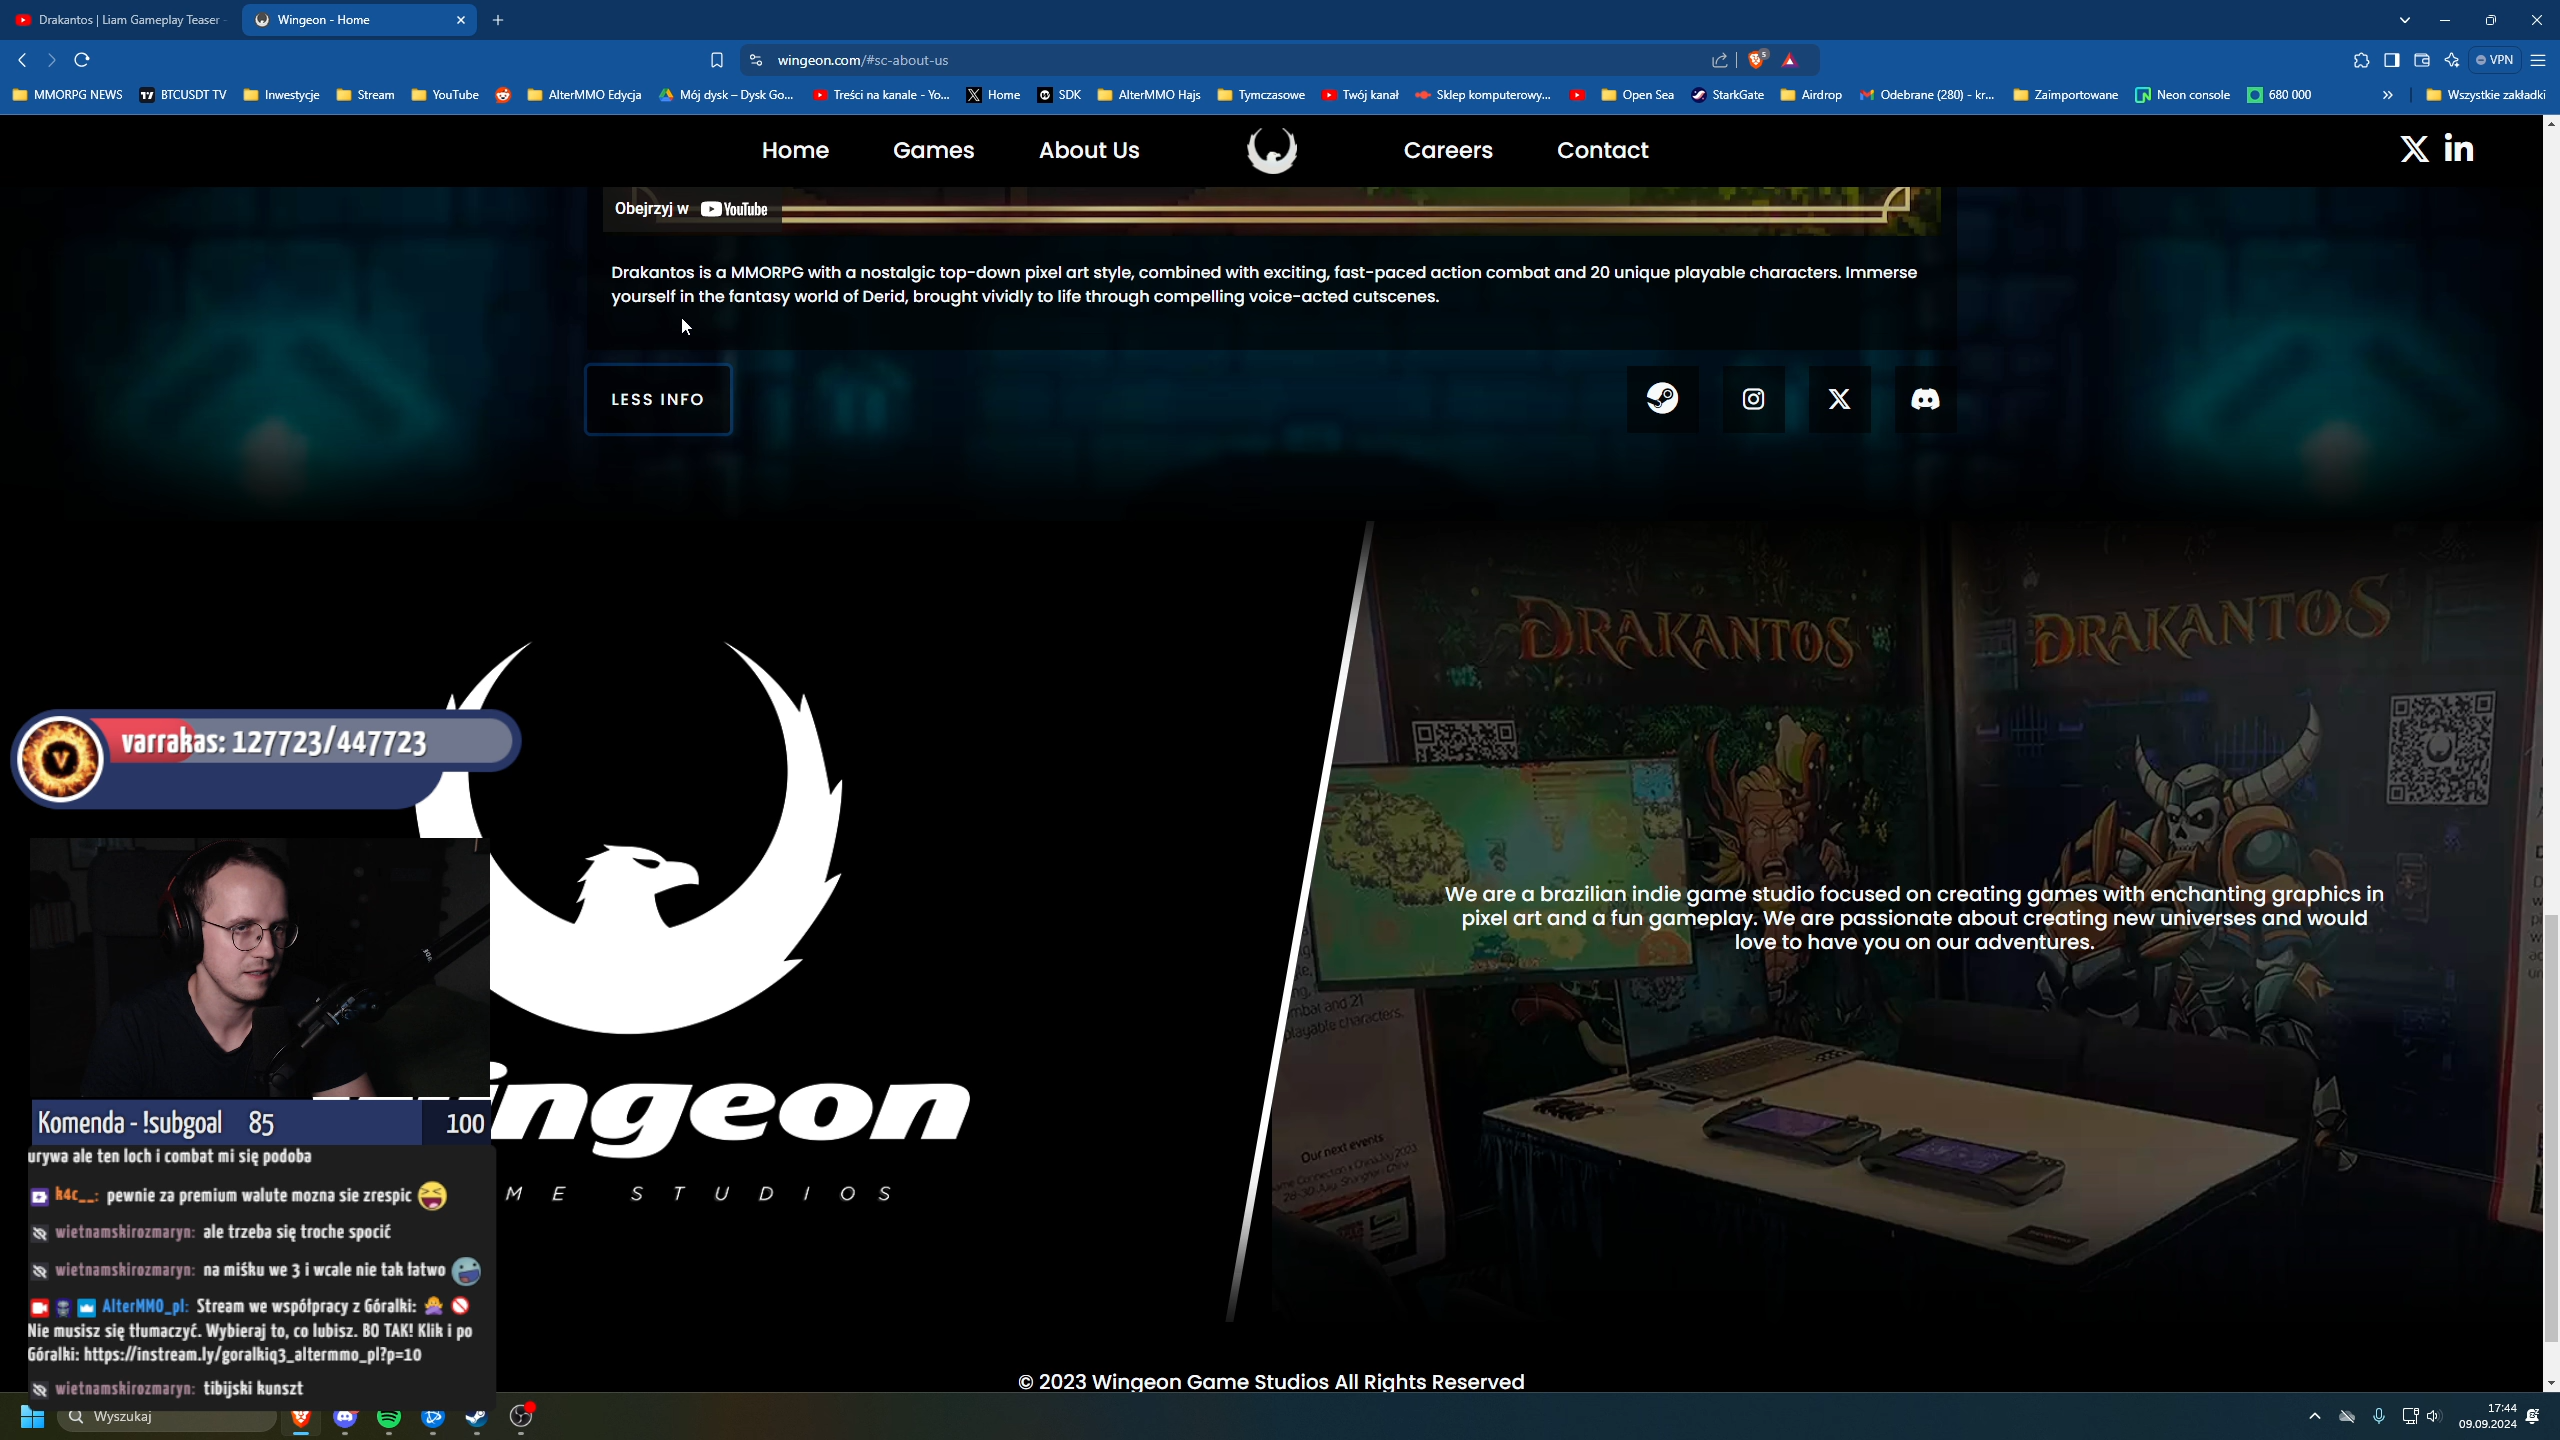 Drakantos | Liam Gameplay Teaser -
Wingeon - Home
wingeon.com/#sc-about-us
VPN
MMORPG NEWS
BTCUSDT TV
Inwestycje
Stream
YouTube
AlterMMO Edycja
Mój dysk – Dysk Go...
Treści na kanale - Yo...
Home
SDK
AlterMMO Hajs
Tymczasowe
Twój kanał
Sklep komputerowy...
Open Sea
StarkGate
Airdrop
Odebrane (280) - kr...
Zaimportowane
Neon console
680 000
Wszystkie zakładki
Home
Games
About Us
Careers
Contact
Obejrzyj w YouTube
Drakantos is a MMORPG with a nostalgic top-down pixel art style, combined with exciting, fast-paced action combat and 20 unique playable characters. Immerse
yourself in the fantasy world of Derid, brought vividly to life through compelling voice-acted cutscenes.
LESS INFO
DRAKANTOS
DRAKANTOS
varrakas: 127723/447723
We are a brazilian indie game studio focused on creating games with enchanting graphics in
pixel art and a fun gameplay. We are passionate about creating new universes and would
love to have you on our adventures.
mbat and 21
playable characters.
Our next events
ingeon
ME STUDIOS
Komenda - !subgoal 85 100
urywa ale ten loch i combat mi się podoba
k4c__: pewnie za premium walute mozna sie zrespic
wietnamskirozmaryn: ale trzeba się troche spocić
wietnamskirozmaryn: na miśku we 3 i wcale nie tak łatwo
AlterMMO_pl: Stream we współpracy z Góralki:
Nie musisz się tłumaczyć. Wybieraj to, co lubisz. BO TAK! Klik i po
Góralki: https://instream.ly/goralkiq3_altermmo_pl?p=10
wietnamskirozmaryn: tibijski kunszt
© 2023 Wingeon Game Studios All Rights Reserved
Wyszukaj
17:44
09.09.2024